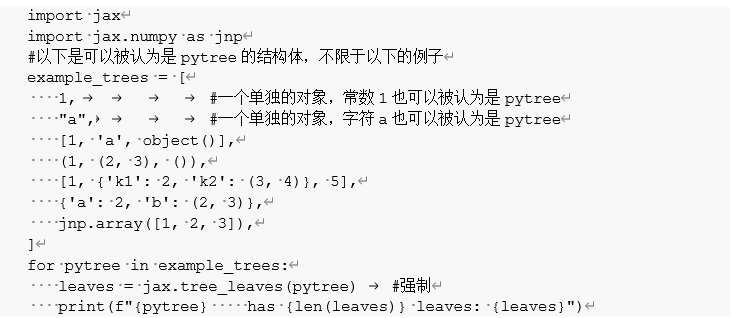 import jax
import jax.numpy as jnp
#以下是可以被认为是 pytree 的结构体，不限于以下的例子
example_trees = [
    1, #一个单独的对象，常数 1 也可以被认为是 pytree
    "a", #一个单独的对象，字符 a 也可以被认为是 pytree
    [1, 'a', object()],
    (1, (2, 3), ()),
    [1, {'k1': 2, 'k2': (3, 4)}, 5],
    {'a': 2, 'b': (2, 3)},
    jnp.array([1, 2, 3]),
]
for pytree in example_trees:
    leaves = jax.tree_leaves(pytree) #强制
    print(f"{pytree}     has {len(leaves)} leaves: {leaves}")